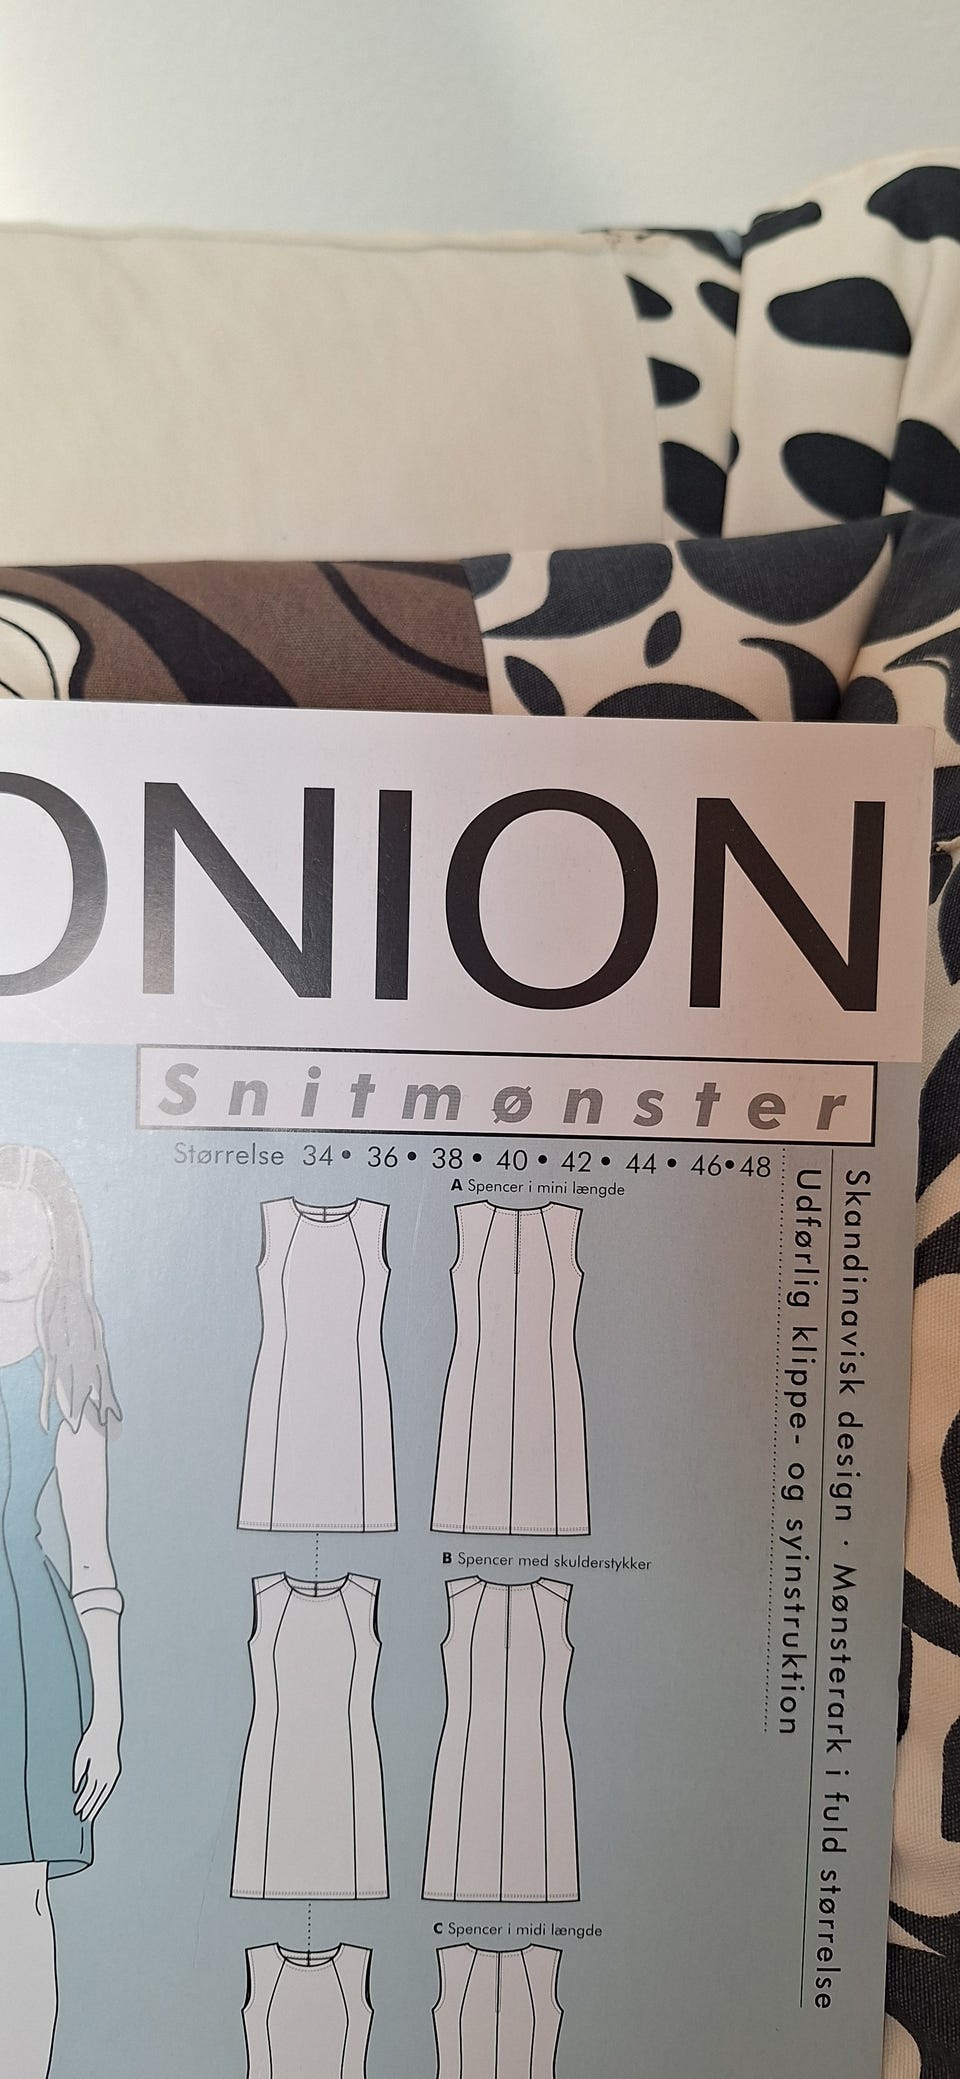 ONION
Snitmønster
Størrelse 34 • 36 • 38 • 40 • 42 • 44 • 46 • 48
A Spencer i mini længde
B Spencer med skulderstykker
C Spencer i midi længde
Skandinavisk design · Mønsterark i fuld størrelse
Udførlig klippe- og syinstruktion